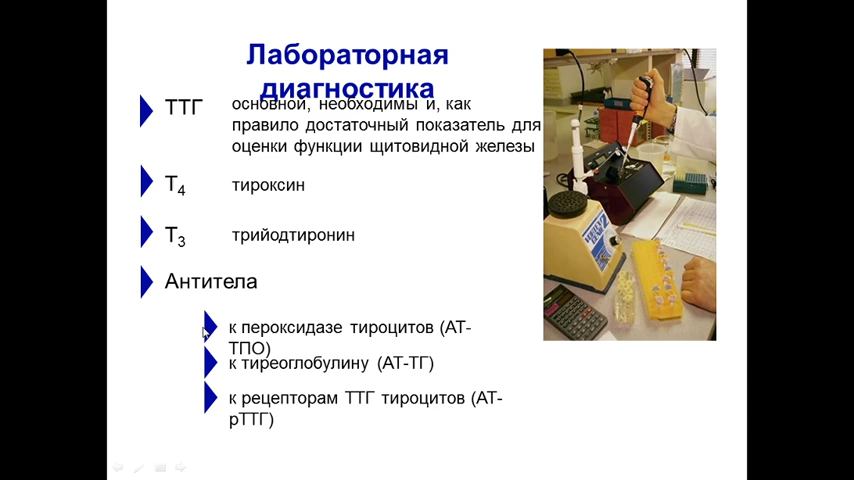 Лабораторная
диагностика
ТТГ
основной, необходимы и, как
правило достаточный показатель для
оценки функции щитовидной железы
Т4 тироксин
Т3 трийодтиронин
Антитела
к пероксидазе тироцитов (АТ-
ТПО)
к тиреоглобулину (АТ-ТГ)
к рецепторам ТТГ тироцитов (АТ-
рТТГ)